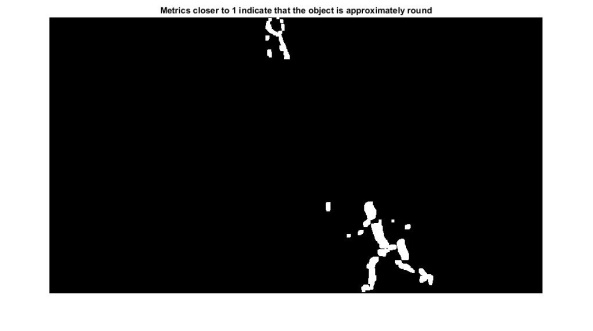 Metrics closer to 1 indicate that the object is approximately round